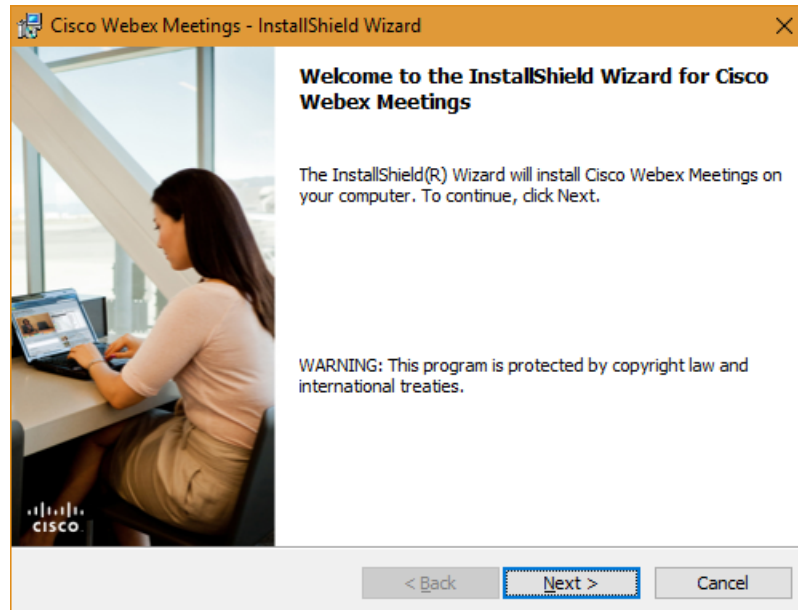 Cisco Webex Meetings - InstallShield Wizard
Welcome to the InstallShield Wizard for Cisco
Webex Meetings
The InstallShield(R) Wizard will install Cisco Webex Meetings on
your computer. To continue, click Next.
WARNING: This program is protected by copyright law and
international treaties.
CISCO
< Back
Next >
Cancel